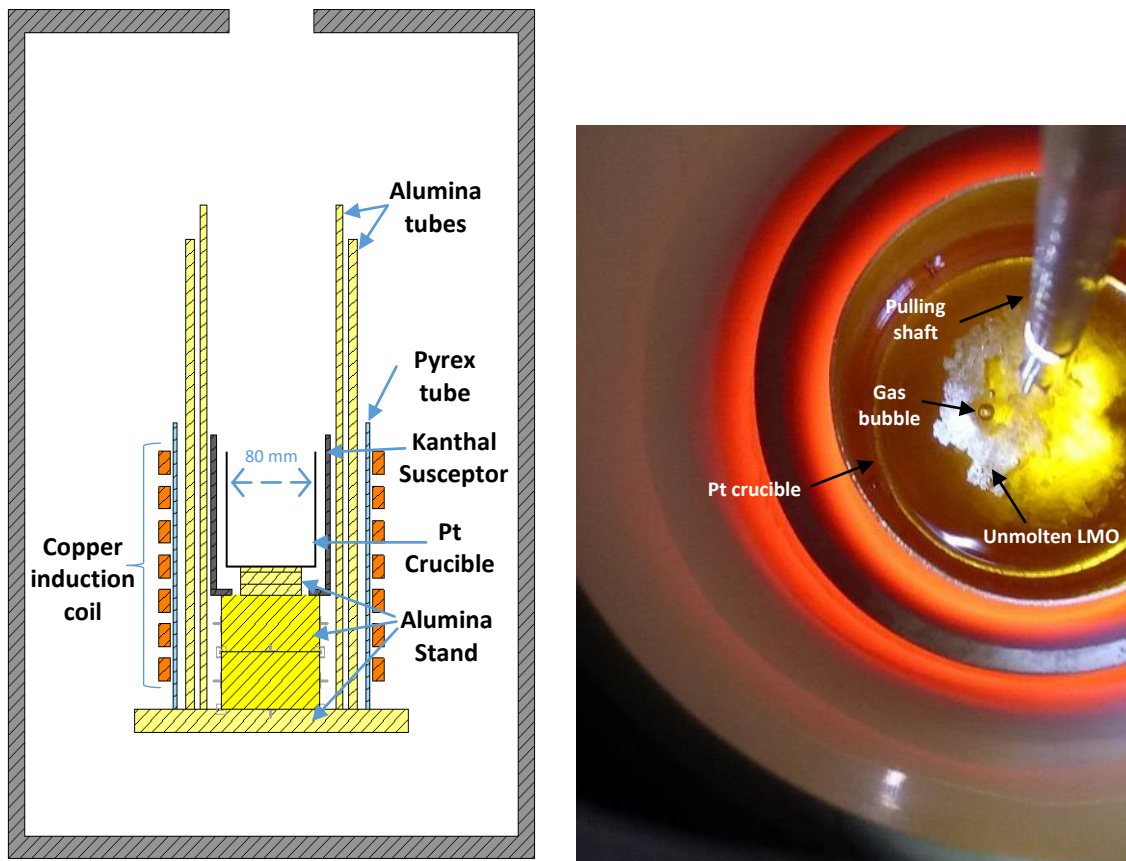 Alumina
tubes
Pyrex
tube
80 mm
Kanthal
Susceptor
Copper
induction
coil
Pt
Crucible
Alumina
Stand
Pulling
shaft
Gas
bubble
Pt crucible
Unmolten LMO